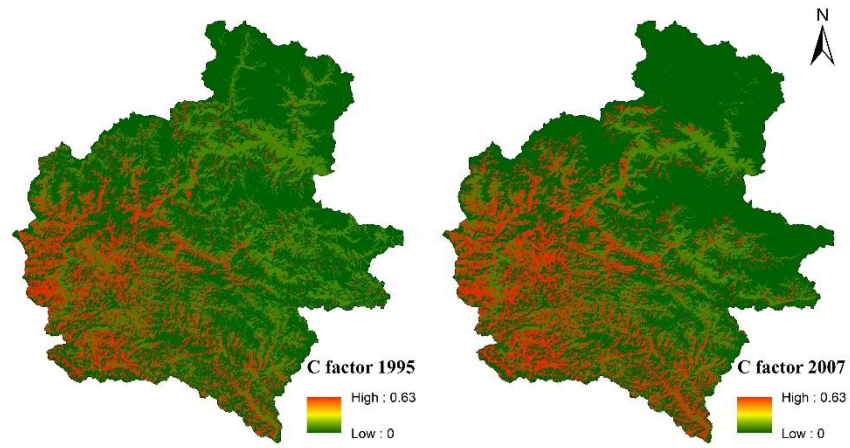 N
C factor 1995
High : 0.63
Low : 0
C factor 2007
High : 0.63
Low : 0